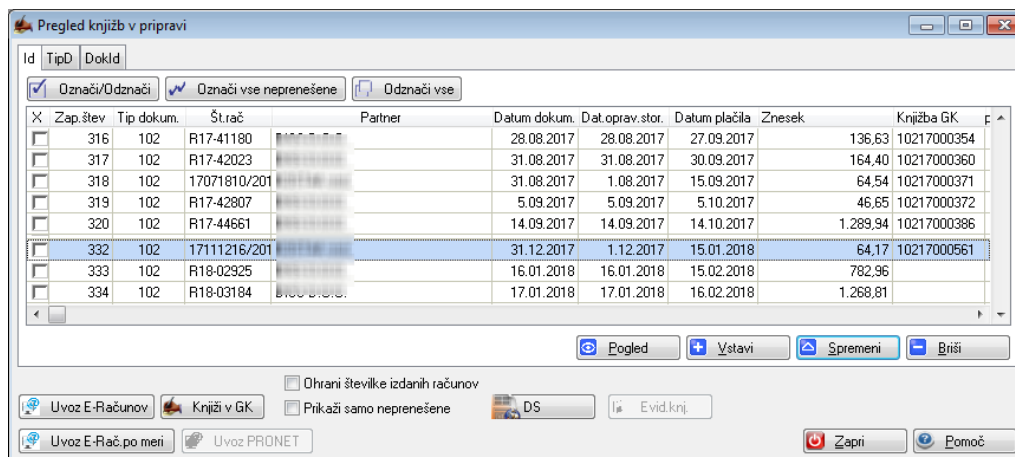 Pregled knjižb v pripravi
Id TipD DokId
Označi/Odznači Označi vse neprenešene Odznači vse
X Zap.štev Tip dokum. Št.rač Partner Datum dokum. Dat.oprav.stor. Datum plačila Znesek Knjižba GK
316 102 R17-41180 28.08.2017 28.08.2017 27.09.2017 136,63 10217000354
317 102 R17-42023 31.08.2017 31.08.2017 30.09.2017 164,40 10217000360
318 102 17071810/201 31.08.2017 1.08.2017 15.09.2017 64,54 10217000371
319 102 R17-42807 5.09.2017 5.09.2017 5.10.2017 46,65 10217000372
320 102 R17-44661 14.09.2017 14.09.2017 14.10.2017 1.289,94 10217000386
332 102 17111216/201 31.12.2017 1.12.2017 15.01.2018 64,17 10217000561
333 102 R18-02925 16.01.2018 16.01.2018 15.02.2018 782,96
334 102 R18-03184 17.01.2018 17.01.2018 16.02.2018 1.268,81
Pogled Vstavi Spremeni Briši
Ohrani številke izdanih računov
Uvoz E-Računov Knjiži v GK Prikaži samo neprenešene DS Evid.knj.
Uvoz E-Rač.po meri Uvoz PRONET Zapri Pomoč